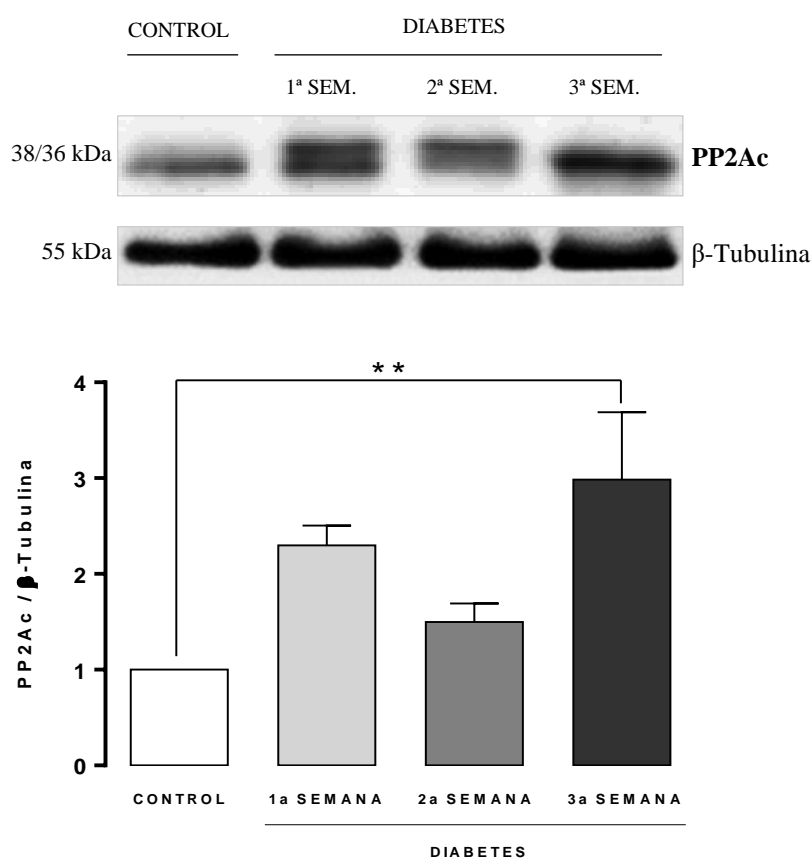 CONTROL DIABETES
1ª SEM. 2ª SEM. 3ª SEM.
38/36 kDa PP2Ac
55 kDa β-Tubulina
**
4
3
2
1
0
PP2Ac / β-Tubulina
CONTROL 1a SEMANA 2a SEMANA 3a SEMANA
DIABETES